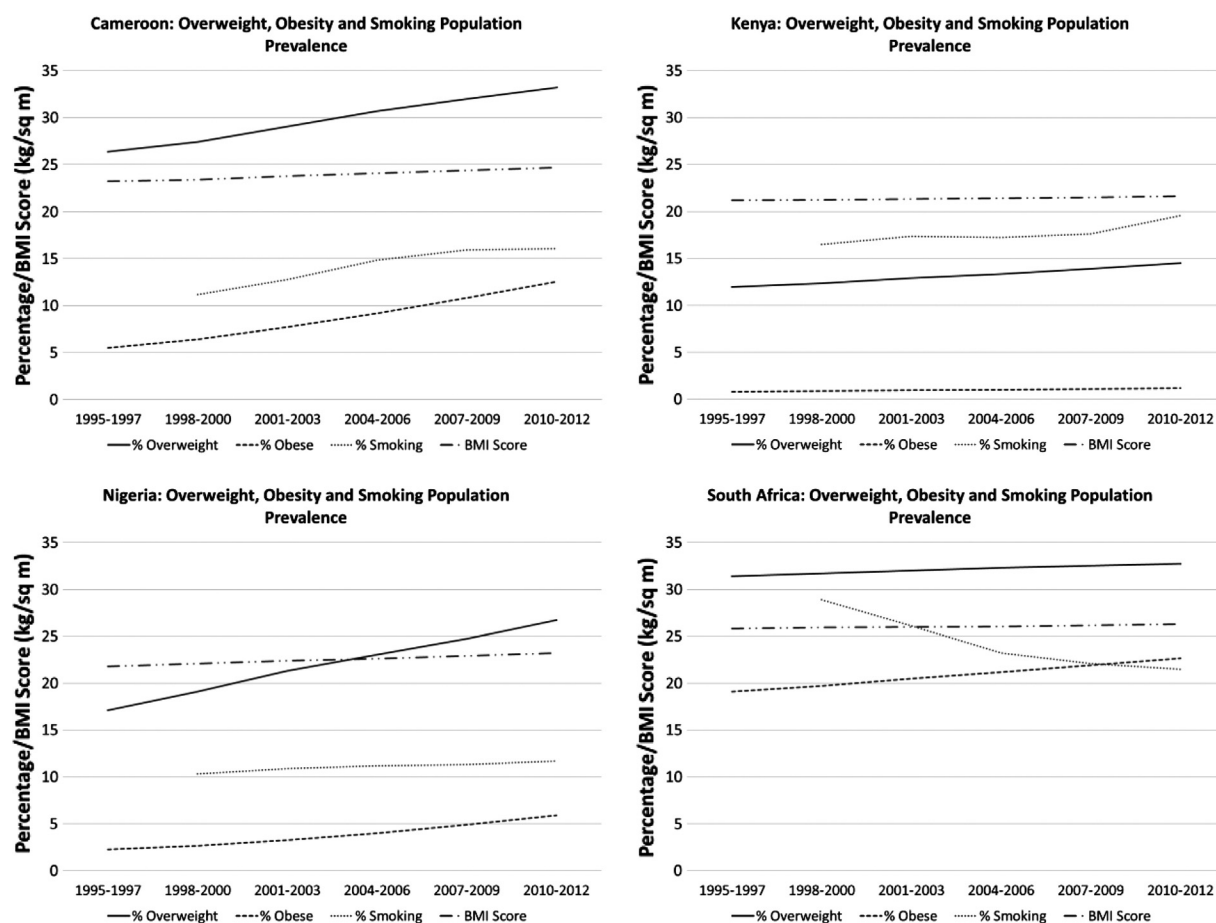 Cameroon: Overweight, Obesity and Smoking Population
Prevalence
Percentage/BMI Score (kg/sq m)
35
30
25
20
15
10
5
0
1995-1997 1998-2000 2001-2003 2004-2006 2007-2009 2010-2012
% Overweight % Obese % Smoking BMI Score
Kenya: Overweight, Obesity and Smoking Population
Prevalence
Percentage/BMI Score (kg/sq m)
35
30
25
20
15
10
5
0
1995-1997 1998-2000 2001-2003 2004-2006 2007-2009 2010-2012
% Overweight % Obese % Smoking BMI Score
Nigeria: Overweight, Obesity and Smoking Population
Prevalence
Percentage/BMI Score (kg/sq m)
35
30
25
20
15
10
5
0
1995-1997 1998-2000 2001-2003 2004-2006 2007-2009 2010-2012
% Overweight % Obese % Smoking BMI Score
South Africa: Overweight, Obesity and Smoking Population
Prevalence
Percentage/BMI Score (kg/sq m)
35
30
25
20
15
10
5
0
1995-1997 1998-2000 2001-2003 2004-2006 2007-2009 2010-2012
% Overweight % Obese % Smoking BMI Score